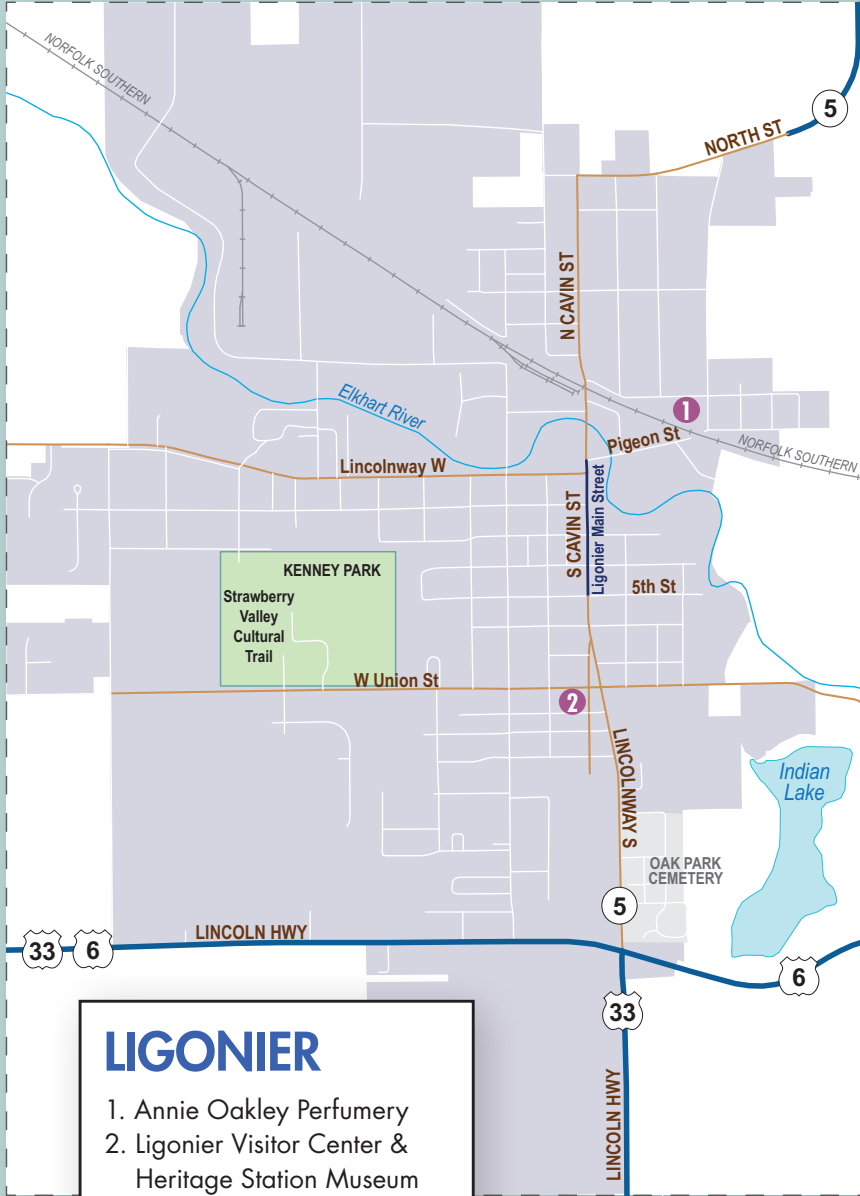 NORFOLK SOUTHERN
5
NORTH ST
N CAVIN ST
Elkhart River
1
Pigeon St
NORFOLK SOUTHERN
Lincolnway W
S CAVIN ST
Ligonier Main Street
KENNEY PARK
5th St
Strawberry
Valley
Cultural
Trail
W Union St
2
LINCOLNWAY S
Indian
Lake
OAK PARK
CEMETERY
5
LINCOLN HWY
33
6
6
33
LINCOLN HWY
LIGONIER
1. Annie Oakley Perfumery
2. Ligonier Visitor Center &
Heritage Station Museum